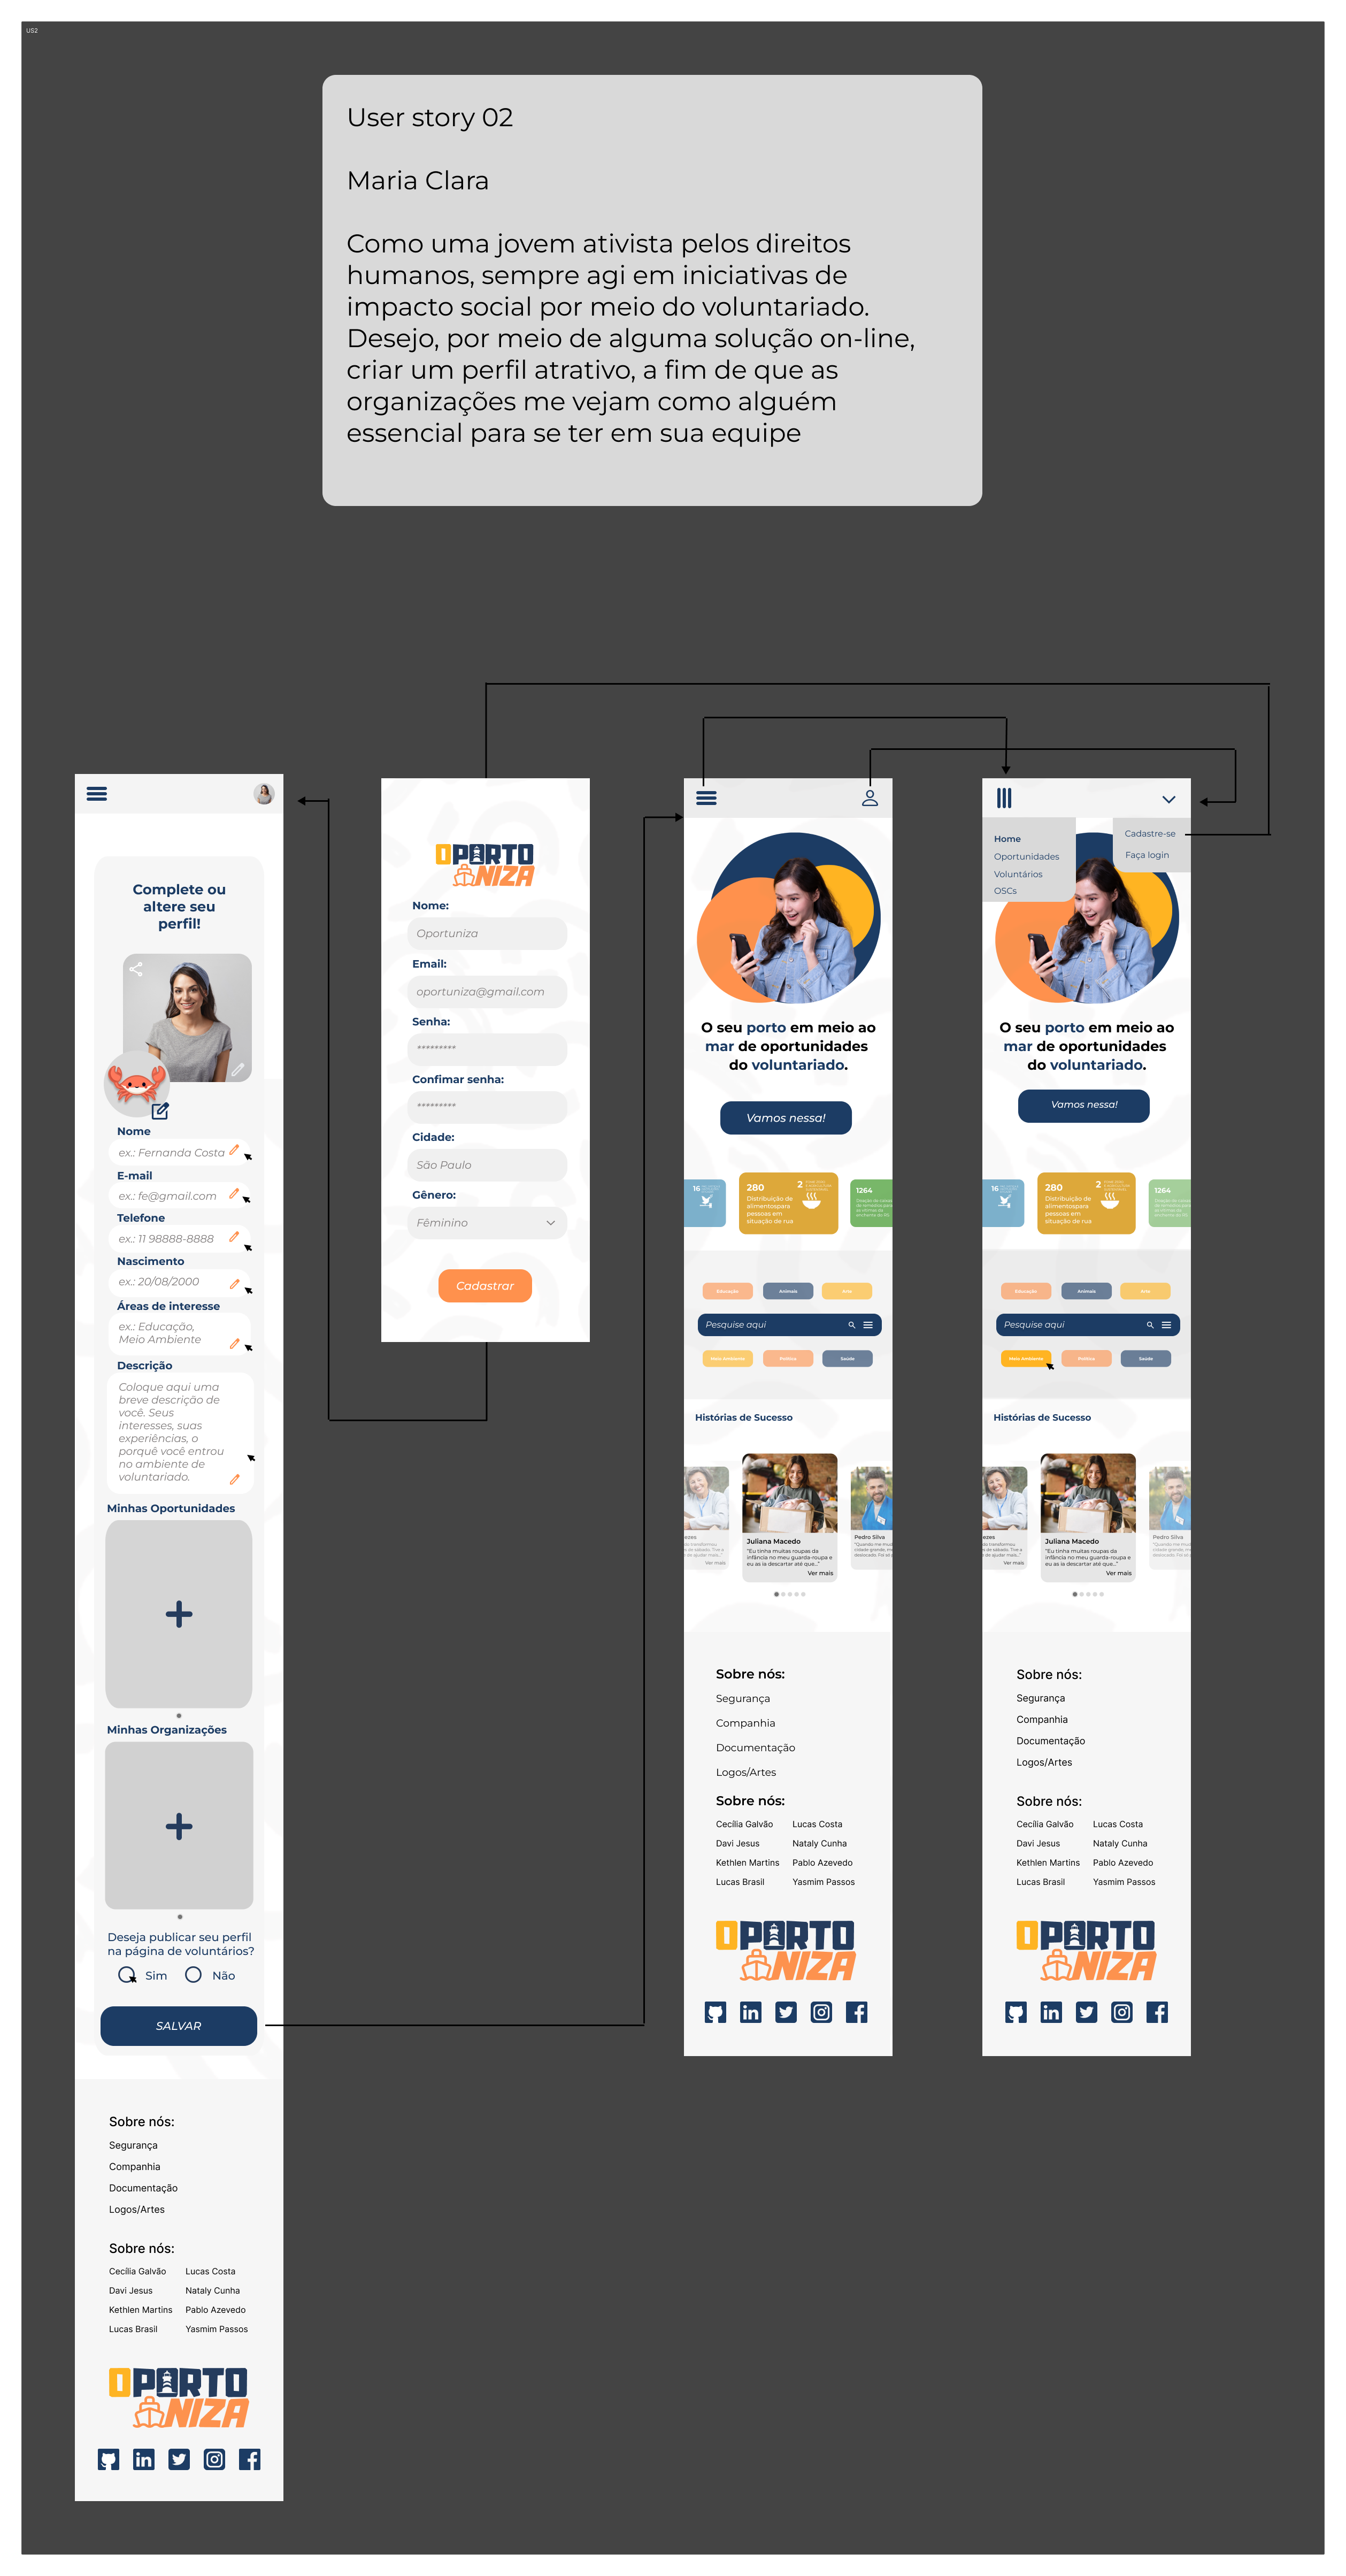 US2
User story 02
Maria Clara
Como uma jovem ativista pelos direitos
humanos, sempre agi em iniciativas de
impacto social por meio do voluntariado.
Desejo, por meio de alguma solução on-line,
criar um perfil atrativo, a fim de que as
organizações me vejam como alguém
essencial para se ter em sua equipe
Complete ou
altere seu
perfil!
Nome
ex.: Fernanda Costa
E-mail
ex.: fe@gmail.com
Telefone
ex.: 11 98888-8888
Nascimento
ex.: 20/08/2000
Áreas de interesse
ex.: Educação,
Meio Ambiente
Descrição
Coloque aqui uma
breve descrição de
você. Seus
interesses, suas
experiências, o
porquê você entrou
no ambiente de
voluntariado.
Minhas Oportunidades
Minhas Organizações
Deseja publicar seu perfil
na página de voluntários?
Sim Não
SALVAR
Sobre nós:
Segurança
Companhia
Documentação
Logos/Artes
Sobre nós:
Cecília Galvão Lucas Costa
Davi Jesus Nataly Cunha
Kethlen Martins Pablo Azevedo
Lucas Brasil Yasmim Passos
OPORTO
NIZA
OPORTO
NIZA
Nome:
Oportuniza
Email:
oportuniza@gmail.com
Senha:
*********
Confimar senha:
*********
Cidade:
São Paulo
Gênero:
Fêminino
Cadastrar
O seu porto em meio ao
mar de oportunidades
do voluntariado.
Vamos nessa!
16
280
Distribuição de
alimentospara
pessoas em
situação de rua
2
1264
Educação Animais Arte
Pesquise aqui
Meio Ambiente Política Saúde
Histórias de Sucesso
ezes
Ver mais
Juliana Macedo
"Eu tinha muitas roupas da
infância no meu guarda-roupa e
eu as ia descartar até que..."
Ver mais
Pedro Silva
Sobre nós:
Segurança
Companhia
Documentação
Logos/Artes
Sobre nós:
Cecília Galvão Lucas Costa
Davi Jesus Nataly Cunha
Kethlen Martins Pablo Azevedo
Lucas Brasil Yasmim Passos
OPORTO
NIZA
Home
Oportunidades
Voluntários
OSCs
Cadastre-se
Faça login
O seu porto em meio ao
mar de oportunidades
do voluntariado.
Vamos nessa!
16
280
Distribuição de
alimentospara
pessoas em
situação de rua
2
1264
Educação Animais Arte
Pesquise aqui
Meio Ambiente Política Saúde
Histórias de Sucesso
ezes
Ver mais
Juliana Macedo
"Eu tinha muitas roupas da
infância no meu guarda-roupa e
eu as ia descartar até que..."
Ver mais
Pedro Silva
Sobre nós:
Segurança
Companhia
Documentação
Logos/Artes
Sobre nós:
Cecília Galvão Lucas Costa
Davi Jesus Nataly Cunha
Kethlen Martins Pablo Azevedo
Lucas Brasil Yasmim Passos
OPORTO
NIZA